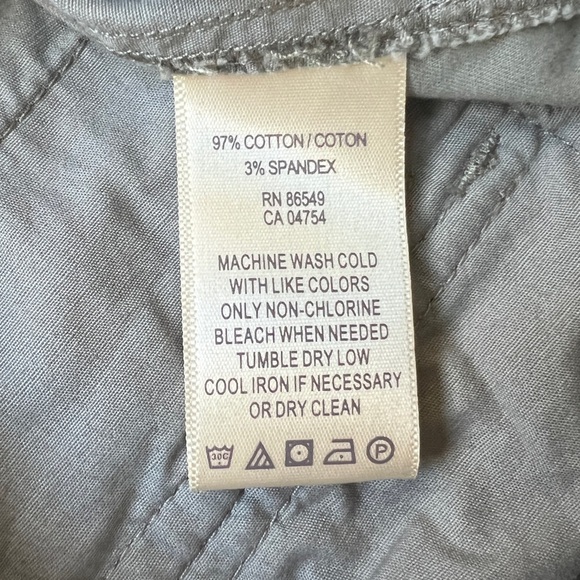 97% COTTON / COTON
3% SPANDEX
RN 86549
CA 04754
MACHINE WASH COLD
WITH LIKE COLORS
ONLY NON-CHLORINE
BLEACH WHEN NEEDED
TUMBLE DRY LOW
COOL IRON IF NECESSARY
OR DRY CLEAN
30C P